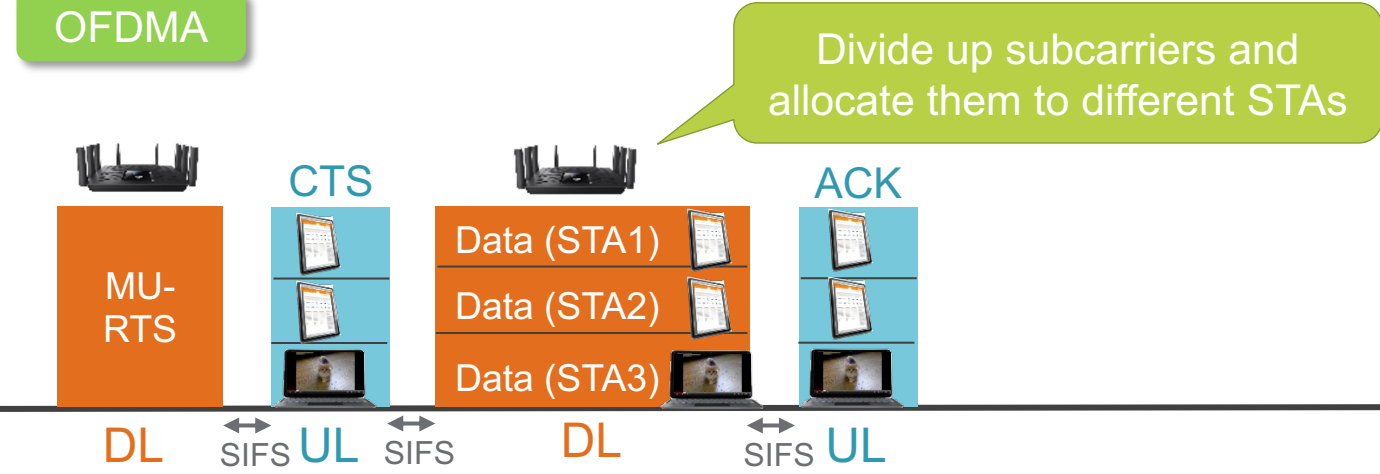 OFDMA
Divide up subcarriers and
allocate them to different STAs
CTS
ACK
MU-
RTS
Data (STA1)
Data (STA2)
Data (STA3)
DL
SIFS
UL
SIFS
DL
SIFS
UL